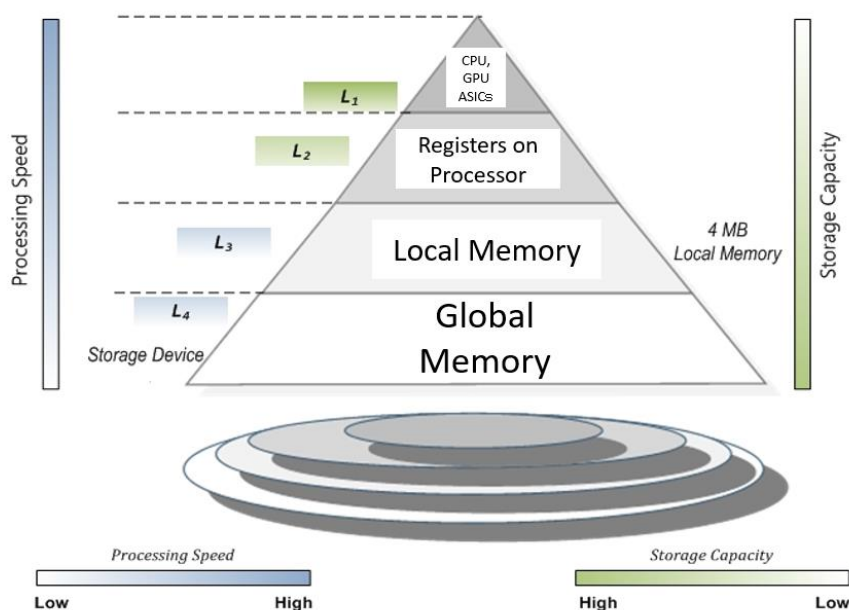 Processing Speed
L1
L2
L3
L4
Storage Device
CPU,
GPU
ASICs
Registers on
Processor
Local Memory
Global
Memory
4 MB
Local Memory
Storage Capacity
Processing Speed
Low High
Storage Capacity
High Low